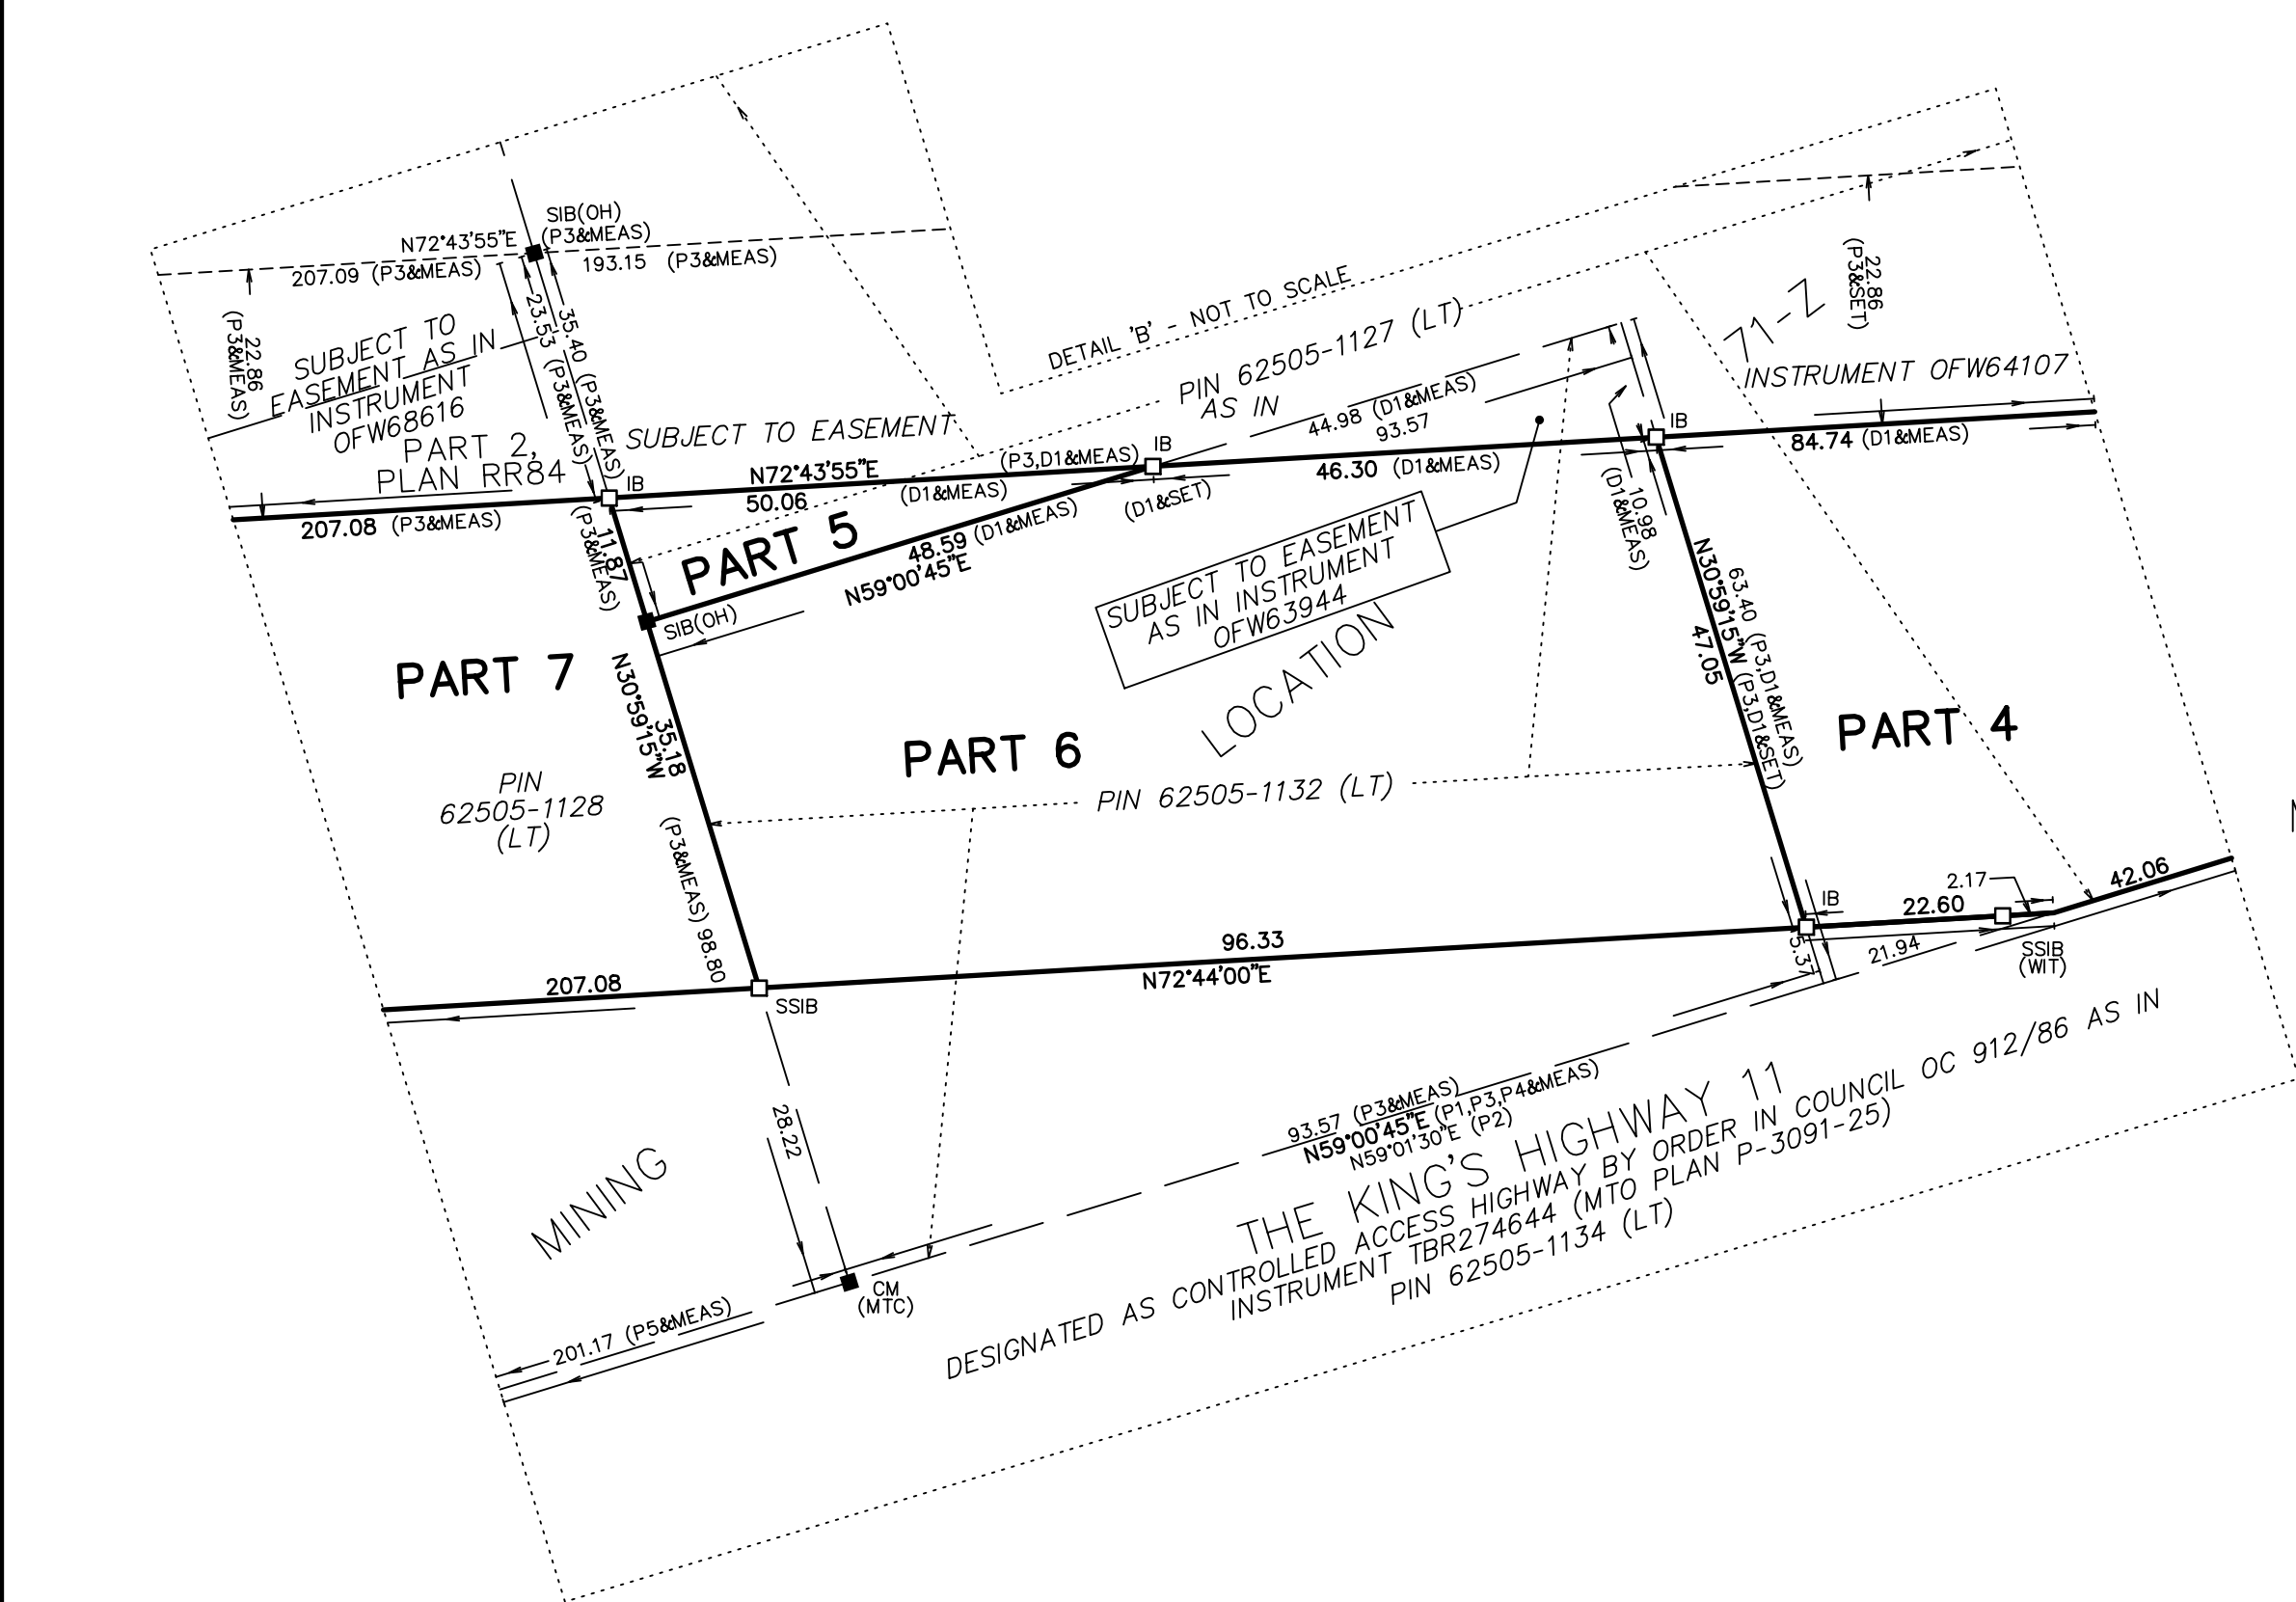 SIB(OH)
(P3&MEAS)
N72°43'55"E
207.09 (P3&MEAS)
193.15 (P3&MEAS)
22.86
(P3&MEAS)
23.53 (P3&MEAS)
35.40 (P3&MEAS)
SUBJECT TO
EASEMENT AS IN
INSTRUMENT
OFW68616
PART 2,
PLAN RR84
SUBJECT TO EASEMENT
DETAIL 'B' - NOT TO SCALE
PIN 62505-1127 (LT)
AS IN
44.98 (D1&MEAS)
93.57
71-Z
22.86
(P3&SET)
INSTRUMENT OFW64107
IB
84.74 (D1&MEAS)
IB
(P3,D1&MEAS)
46.30 (D1&MEAS)
IB
N72°43'55"E
50.06
(D1&MEAS)
(D1&SET)
207.08 (P3&MEAS)
11.87
(P3&MEAS)
PART 5
48.59 (D1&MEAS)
N59°00'45"E
SIB(OH)
10.98
(D1&MEAS)
SUBJECT TO EASEMENT
AS IN INSTRUMENT
OFW63944
LOCATION
N30°59'15"W (P3,D1&SET)
47.05
63.40 (P3,D1&MEAS)
PART 7
N30°59'15"W
35.18
PART 6
PART 4
PIN
62505-1128
(LT)
PIN 62505-1132 (LT)
(P3&MEAS) 98.80
2.17
42.06
IB
22.60
5.37
21.94
SSIB
(WIT)
96.33
N72°44'00"E
207.08
SSIB
28.22
MINING
93.57 (P3&MEAS)
N59°00'45"E (P1,P3,P4&MEAS)
N59°01'30"E (P2)
THE KING'S HIGHWAY 11
DESIGNATED AS CONTROLLED ACCESS HIGHWAY BY ORDER IN COUNCIL OC 912/86 AS IN
INSTRUMENT TBR274644 (MTO PLAN P-3091-25)
PIN 62505-1134 (LT)
CM
(MTC)
201.17 (P5&MEAS)